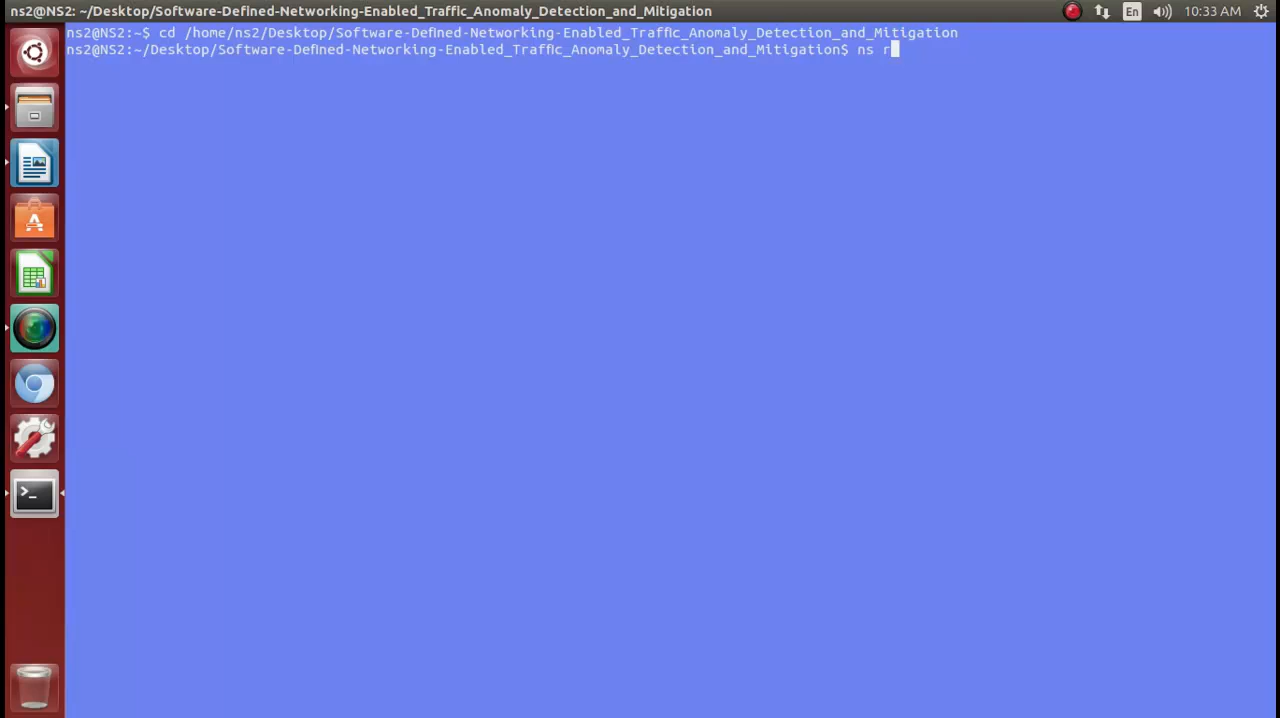 ns2@NS2: ~/Desktop/Software-Defined-Networking-Enabled_Traffic_Anomaly_Detection_and_Mitigation
En
10:33 AM
ns2@NS2:~$ cd /home/ns2/Desktop/Software-Defined-Networking-Enabled_Traffic_Anomaly_Detection_and_Mitigation
ns2@NS2:~/Desktop/Software-Defined-Networking-Enabled_Traffic_Anomaly_Detection_and_Mitigation$ ns r